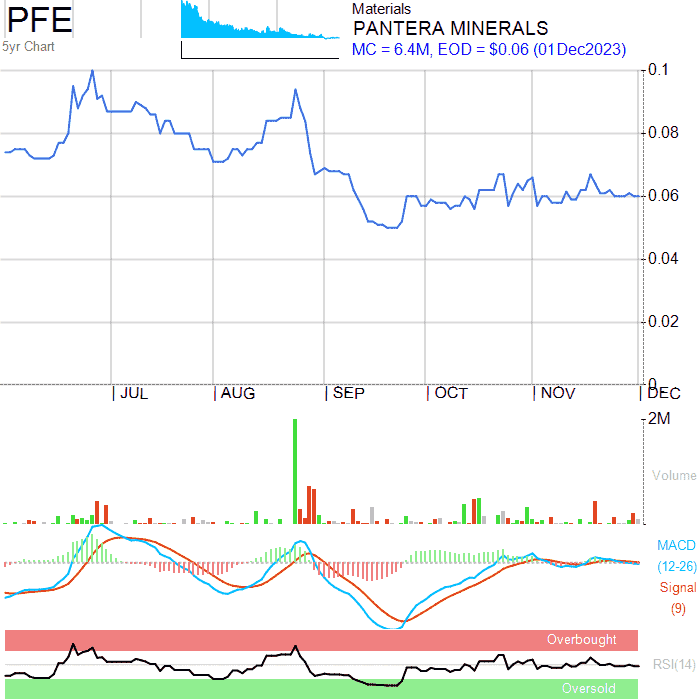 PFE
5yr Chart
Materials
PANTERA MINERALS
MC = 6.4M, EOD = $0.06 (01Dec2023)
0.1
0.08
0.06
0.04
0.02
0
JUL AUG SEP OCT NOV DEC
2M
Volume
MACD
(12-26)
Signal
(9)
Overbought
RSI(14)
Oversold